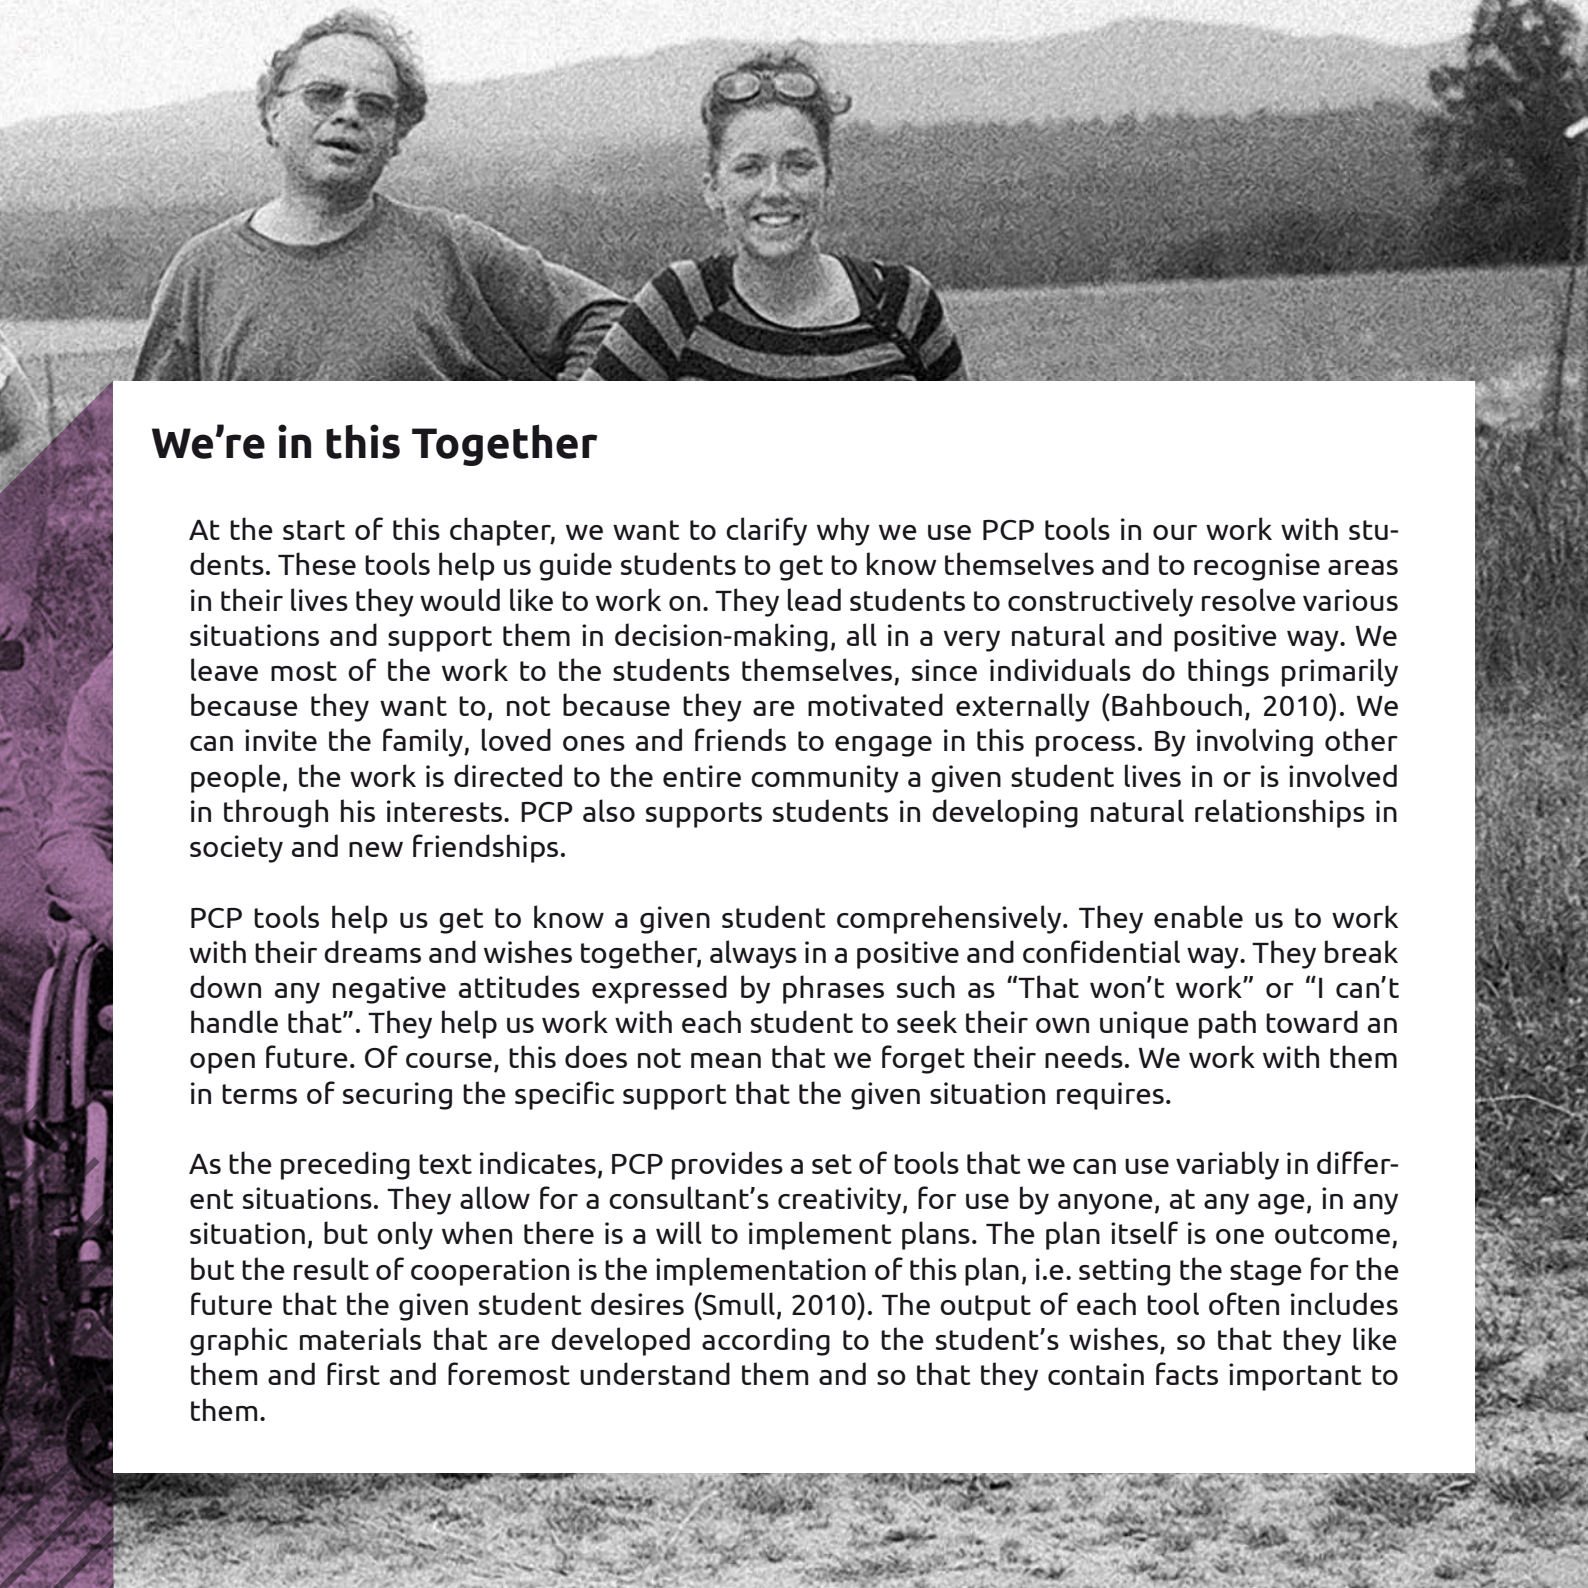 We’re in this Together
At the start of this chapter, we want to clarify why we use PCP tools in our work with stu-
dents. These tools help us guide students to get to know themselves and to recognise areas
in their lives they would like to work on. They lead students to constructively resolve various
situations and support them in decision-making, all in a very natural and positive way. We
leave most of the work to the students themselves, since individuals do things primarily
because they want to, not because they are motivated externally (Bahbouch, 2010). We
can invite the family, loved ones and friends to engage in this process. By involving other
people, the work is directed to the entire community a given student lives in or is involved
in through his interests. PCP also supports students in developing natural relationships in
society and new friendships.
PCP tools help us get to know a given student comprehensively. They enable us to work
with their dreams and wishes together, always in a positive and confidential way. They break
down any negative attitudes expressed by phrases such as “That won’t work” or “I can’t
handle that”. They help us work with each student to seek their own unique path toward an
open future. Of course, this does not mean that we forget their needs. We work with them
in terms of securing the specific support that the given situation requires.
As the preceding text indicates, PCP provides a set of tools that we can use variably in differ-
ent situations. They allow for a consultant’s creativity, for use by anyone, at any age, in any
situation, but only when there is a will to implement plans. The plan itself is one outcome,
but the result of cooperation is the implementation of this plan, i.e. setting the stage for the
future that the given student desires (Smull, 2010). The output of each tool often includes
graphic materials that are developed according to the student’s wishes, so that they like
them and first and foremost understand them and so that they contain facts important to
them.